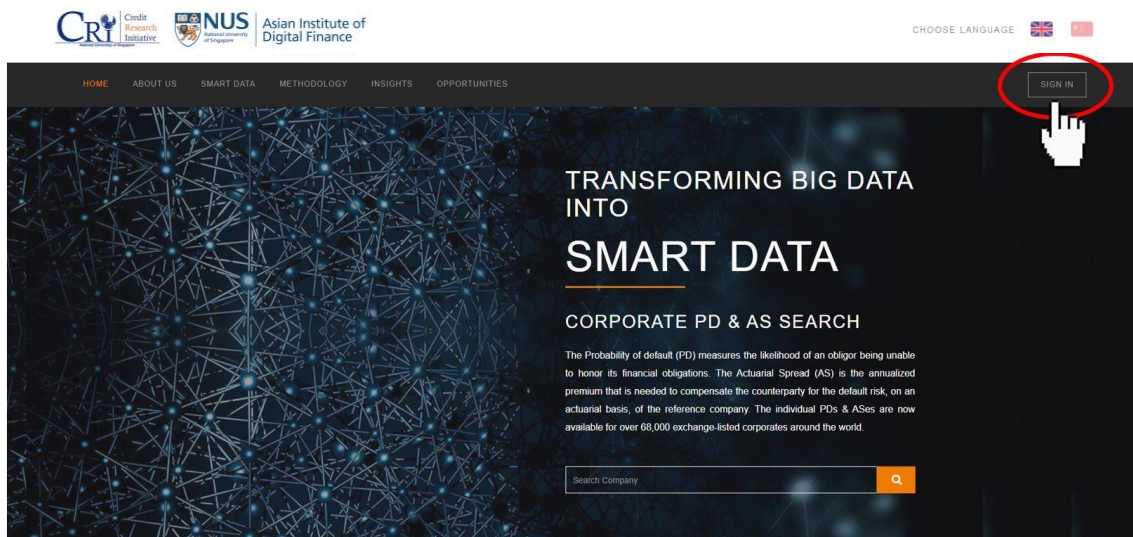 CRI Credit Research Initiative
National University of Singapore
NUS National University of Singapore
Asian Institute of
Digital Finance
CHOOSE LANGUAGE
HOME ABOUT US SMART DATA METHODOLOGY INSIGHTS OPPORTUNITIES SIGN IN
TRANSFORMING BIG DATA
INTO
SMART DATA
CORPORATE PD & AS SEARCH
The Probability of default (PD) measures the likelihood of an obligor being unable
to honor its financial obligations. The Actuarial Spread (AS) is the annualized
premium that is needed to compensate the counterparty for the default risk, on an
actuarial basis, of the reference company. The individual PDs & ASes are now
available for over 68,000 exchange-listed corporates around the world.
Search Company